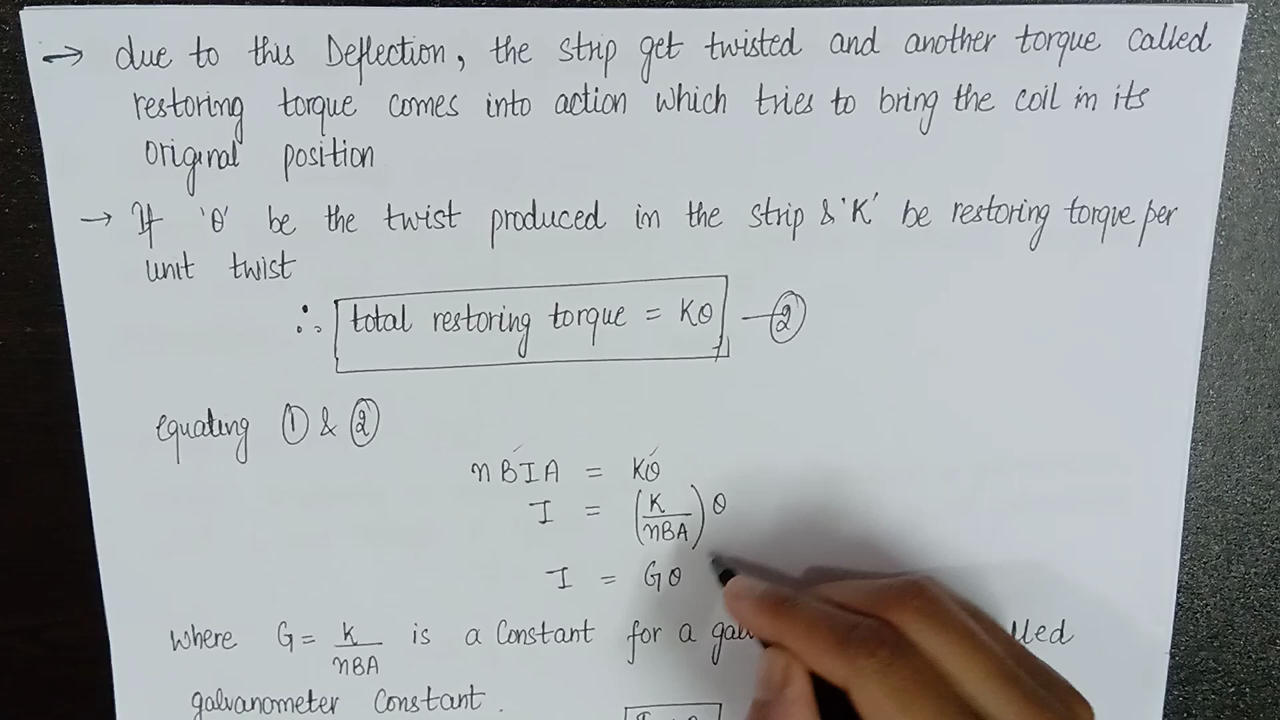 → due to this Deflection, the strip get twisted and another torque called
restoring torque comes into action which tries to bring the coil in its
original position
→ If 'θ' be the twist produced in the strip & 'K' be restoring torque per
unit twist
∴ total restoring torque = Kθ — ②
equating ① & ②
nBIA = Kθ
I = (K/nBA) θ
I = Gθ
where G = K/nBA is a Constant for a
galvanometer Constant.